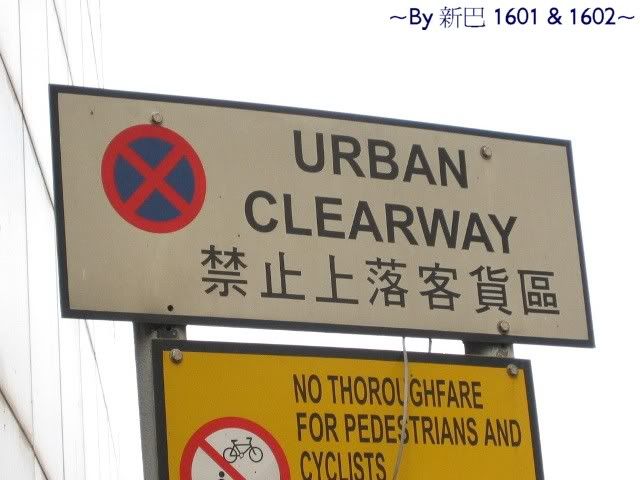 ~By 新巴 1601 & 1602~
URBAN
CLEARWAY
禁止上落客貨區
NO THOROUGHFARE
FOR PEDESTRIANS AND
CYCLISTS